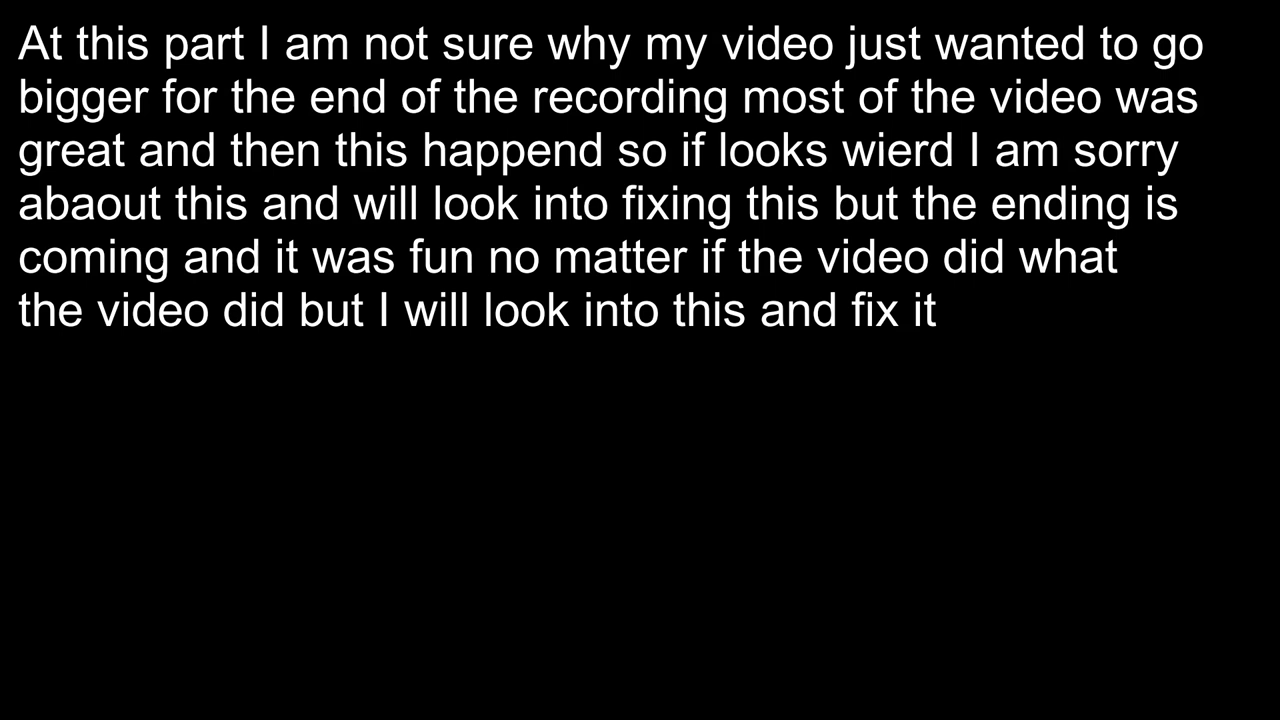 At this part I am not sure why my video just wanted to go
bigger for the end of the recording most of the video was
great and then this happend so if looks wierd I am sorry
abaout this and will look into fixing this but the ending is
coming and it was fun no matter if the video did what
the video did but I will look into this and fix it